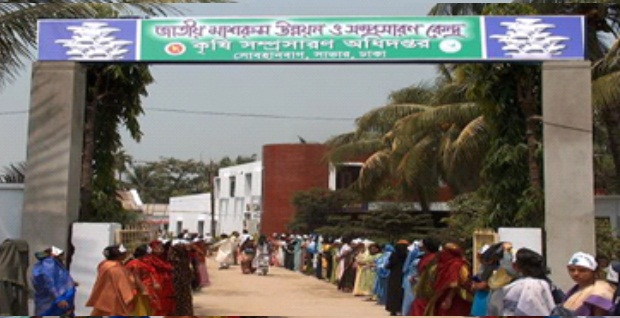 জাতীয় মাশরুম উন্নয়ন ও সম্প্রসারণ কেন্দ্র
কৃষি সম্প্রসারণ অধিদপ্তর
সোবহানবাগ, সাভার, ঢাকা